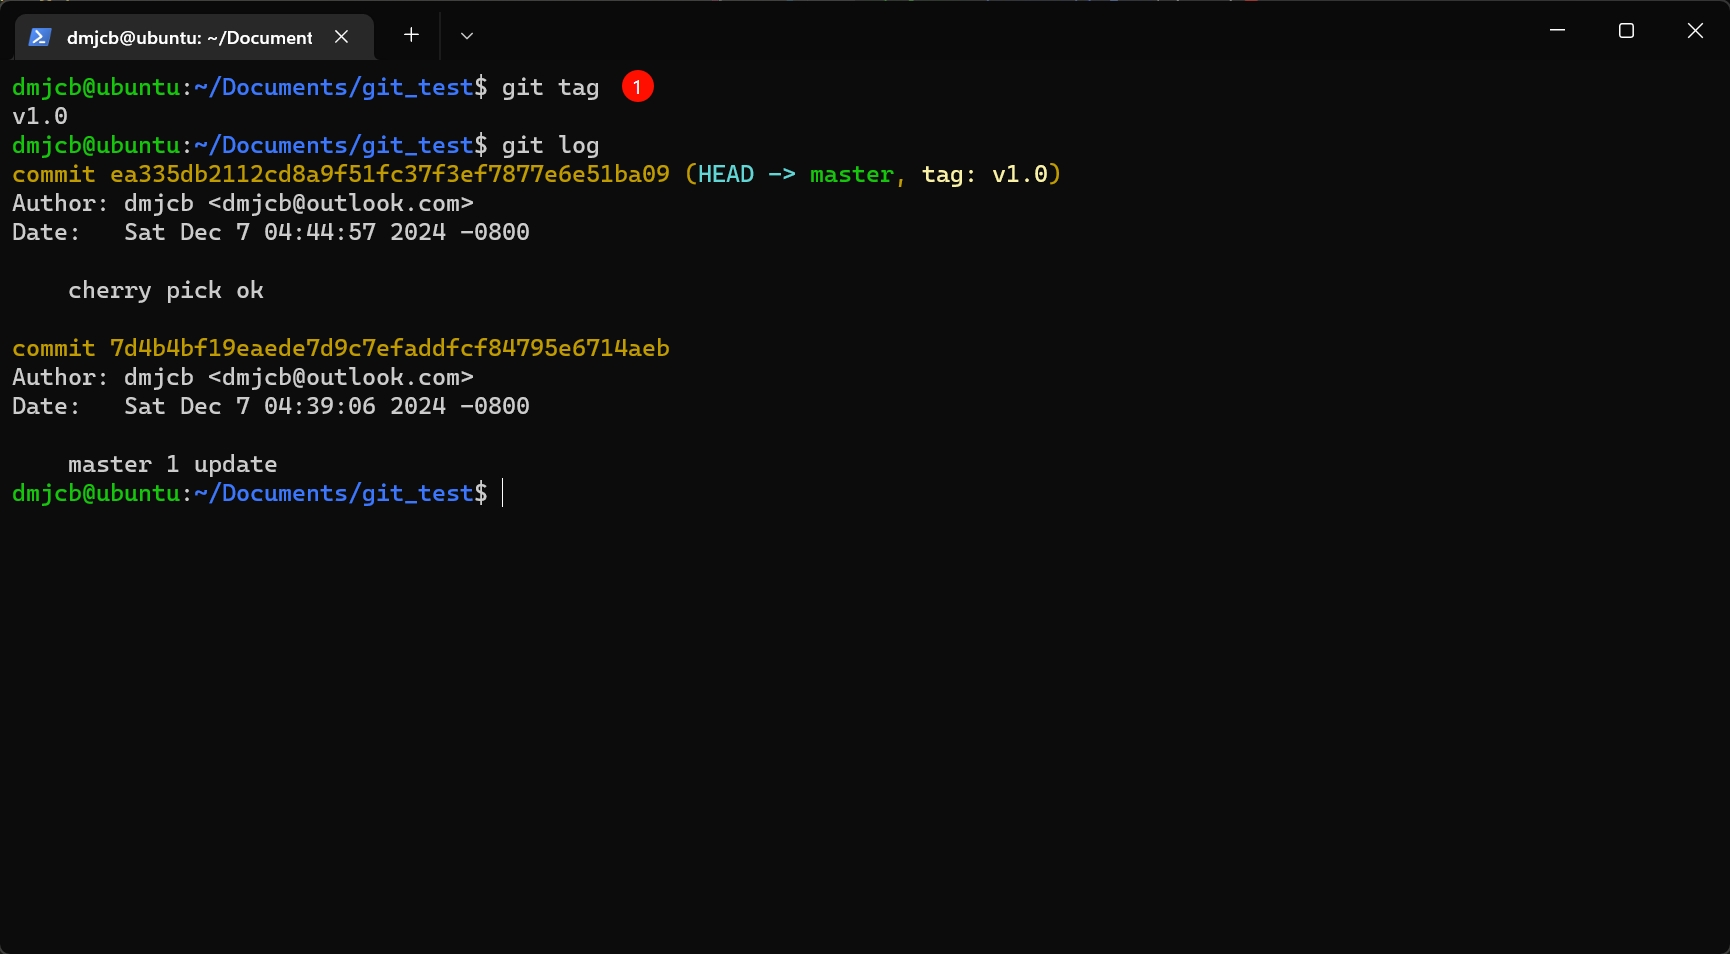 dmjcb@ubuntu: ~/Document
dmjcb@ubuntu:~/Documents/git_test$ git tag 1
v1.0
dmjcb@ubuntu:~/Documents/git_test$ git log
commit ea335db2112cd8a9f51fc37f3ef7877e6e51ba09 (HEAD -> master, tag: v1.0)
Author: dmjcb <dmjcb@outlook.com>
Date:   Sat Dec 7 04:44:57 2024 -0800
    cherry pick ok
commit 7d4b4bf19eaede7d9c7efaddfcf84795e6714aeb
Author: dmjcb <dmjcb@outlook.com>
Date:   Sat Dec 7 04:39:06 2024 -0800
    master 1 update
dmjcb@ubuntu:~/Documents/git_test$